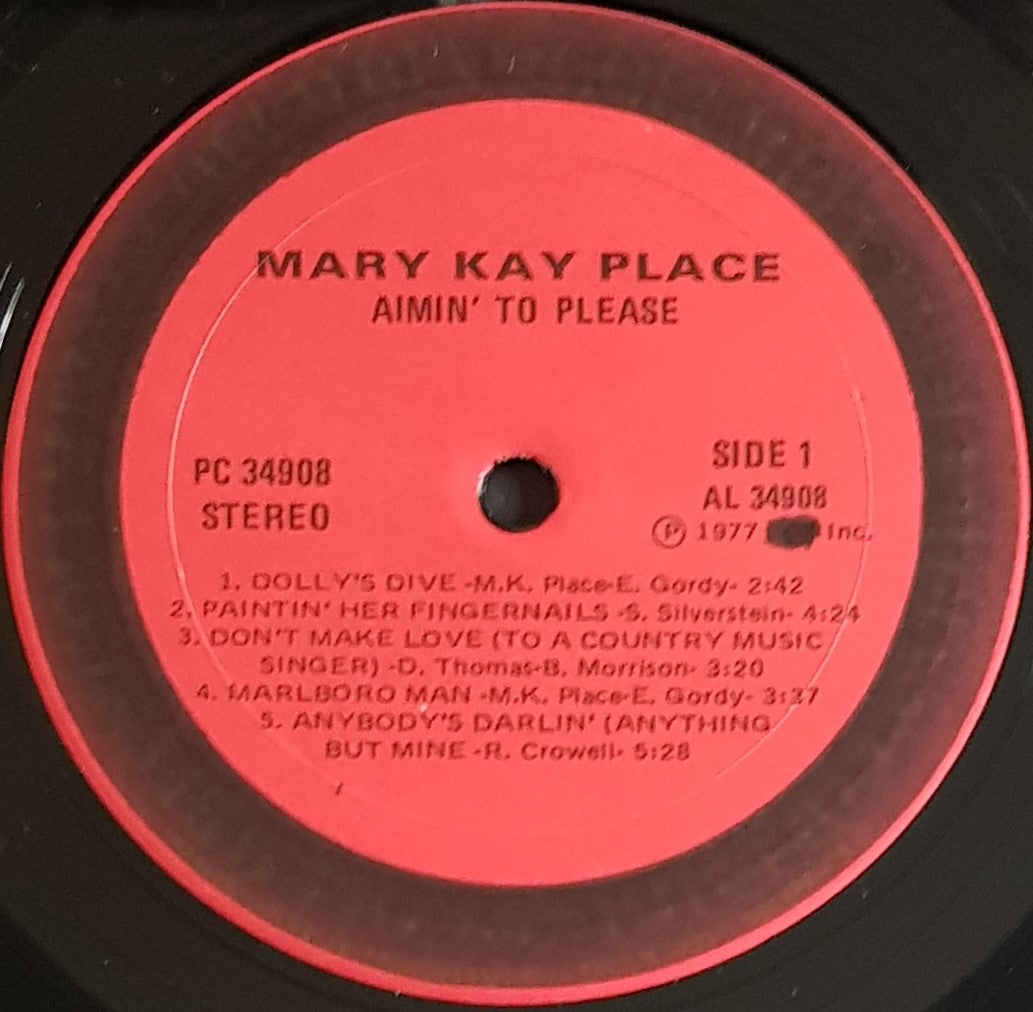 MARY KAY PLACE
AIMIN' TO PLEASE
PC 34908
STEREO
SIDE 1
AL 34908
Ⓟ 1977 Inc.
1. DOLLY'S DIVE -M.K. Place-E. Gordy- 2:42
2. PAINTIN' HER FINGERNAILS -S. Silverstein- 4:24
3. DON'T MAKE LOVE (TO A COUNTRY MUSIC
SINGER) -D. Thomas-B. Morrison- 3:20
4. MARLBORO MAN -M.K. Place-E. Gordy- 3:37
5. ANYBODY'S DARLIN' (ANYTHING
BUT MINE -R. Crowell- 5:28